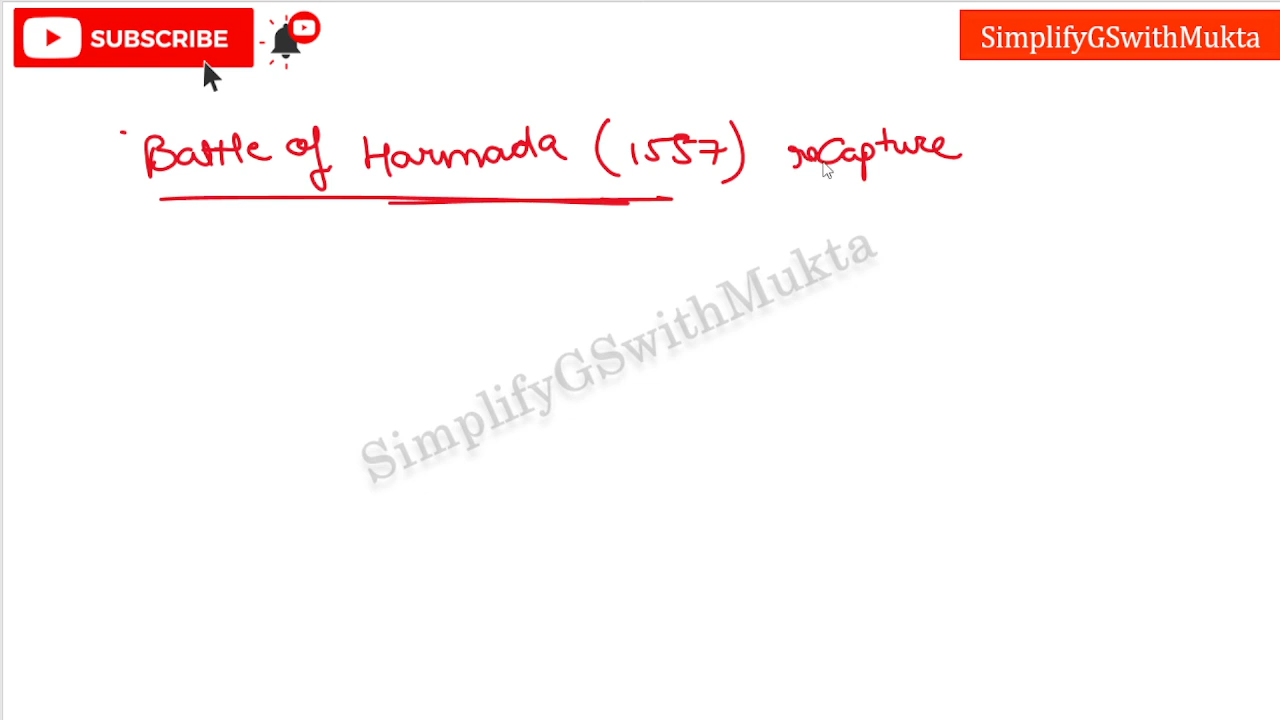 SUBSCRIBE
SimplifyGSwithMukta
Battle of Harmada (1557) recapture
SimplifyGSwithMukta